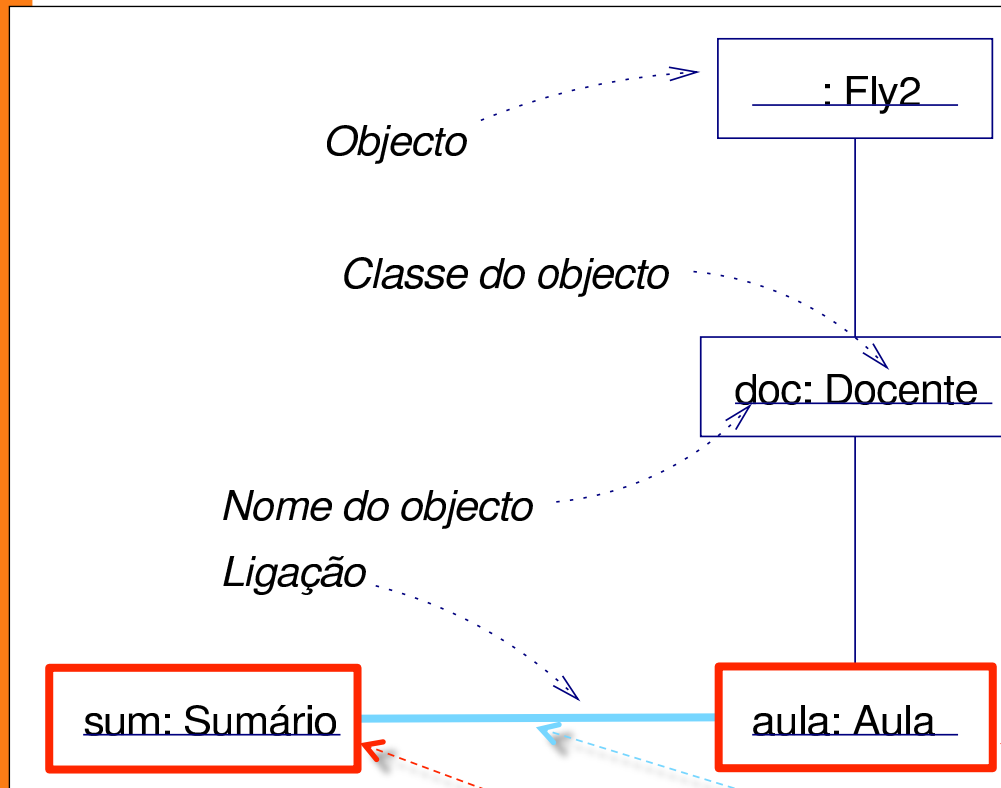 : Fly2
Objecto
Classe do objecto
doc: Docente
Nome do objecto
Ligação
sum: Sumário
aula: Aula